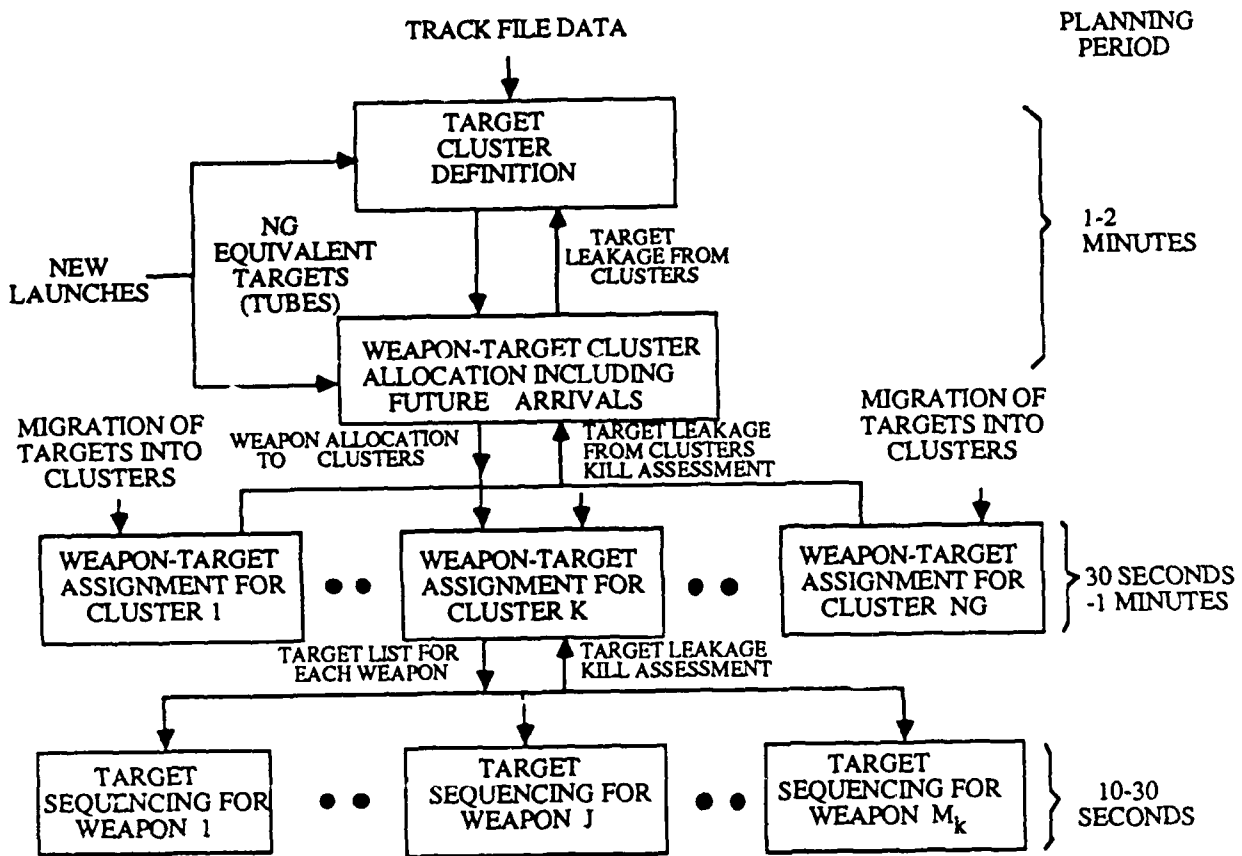 TRACK FILE DATA
PLANNING
PERIOD
TARGET
CLUSTER
DEFINITION
NG
EQUIVALENT
TARGETS
(TUBES)
TARGET
LEAKAGE FROM
CLUSTERS
1-2
MINUTES
NEW
LAUNCHES
WEAPON-TARGET CLUSTER
ALLOCATION INCLUDING
FUTURE ARRIVALS
MIGRATION OF
TARGETS INTO
CLUSTERS
WEAPON ALLOCATION
TO CLUSTERS
TARGET LEAKAGE
FROM CLUSTERS
KILL ASSESSMENT
MIGRATION OF
TARGETS INTO
CLUSTERS
WEAPON-TARGET
ASSIGNMENT FOR
CLUSTER 1
WEAPON-TARGET
ASSIGNMENT FOR
CLUSTER K
WEAPON-TARGET
ASSIGNMENT FOR
CLUSTER NG
30 SECONDS
-1 MINUTES
TARGET LIST FOR
EACH WEAPON
TARGET LEAKAGE
KILL ASSESSMENT
TARGET
SEQUENCING FOR
WEAPON 1
TARGET
SEQUENCING FOR
WEAPON J
TARGET
SEQUENCING FOR
WEAPON Mk
10-30
SECONDS